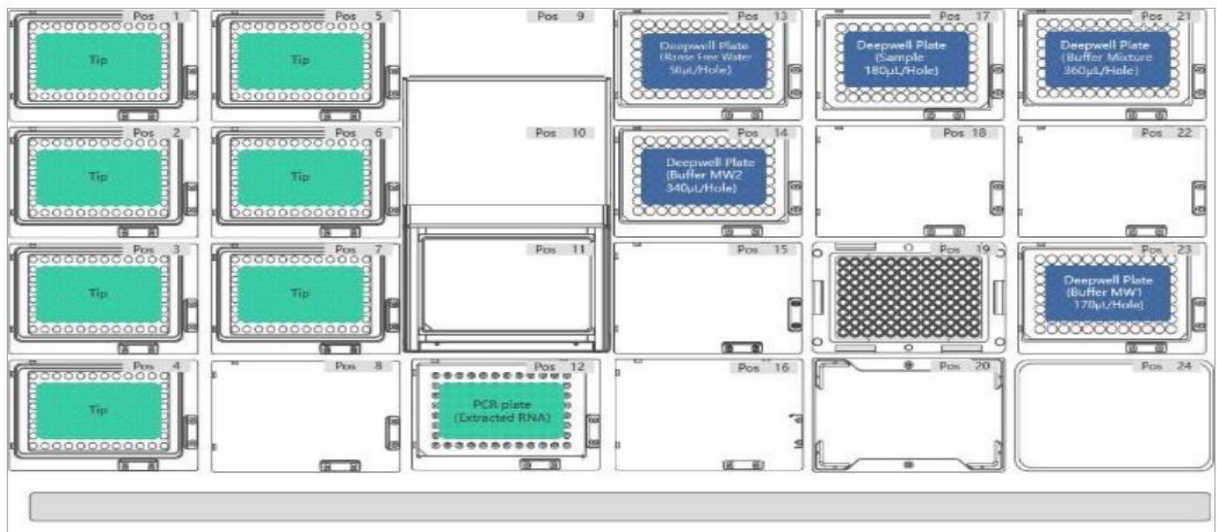 Pos 1
Tip
Pos 5
Tip
Pos 9
Pos 13
Deepwell Plate
(Rinse Free Water
50μL/Hole)
Pos 17
Deepwell Plate
(Sample
180μL/Hole)
Pos 21
Deepwell Plate
(Buffer Mixture
360μL/Hole)
Pos 2
Tip
Pos 6
Tip
Pos 10
Pos 14
Deepwell Plate
(Buffer MW2
340μL/Hole)
Pos 18
Pos 22
Pos 3
Tip
Pos 7
Tip
Pos 11
Pos 15
Pos 19
Pos 23
Deepwell Plate
(Buffer MW1
170μL/Hole)
Pos 4
Tip
Pos 8
Pos 12
PCR plate
(Extracted RNA)
Pos 16
Pos 20
Pos 24